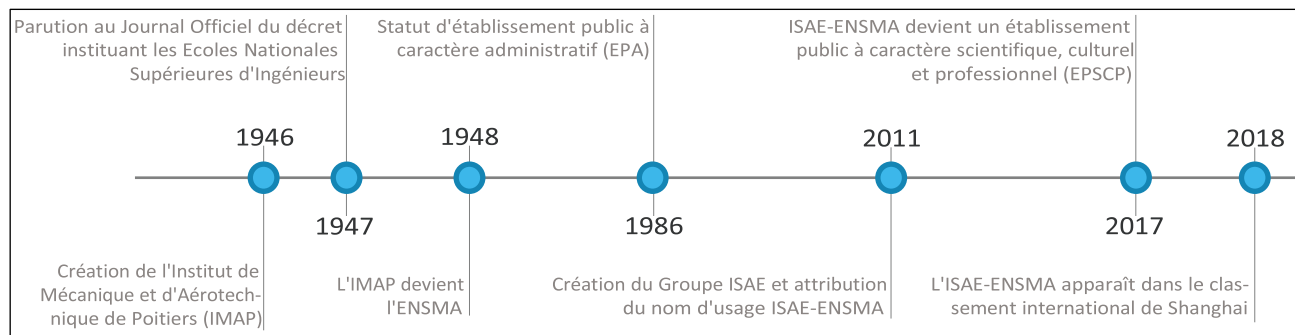 Parution au Journal Officiel du décret
instituant les Ecoles Nationales
Supérieures d'Ingénieurs
Statut d'établissement public à
caractère administratif (EPA)
ISAE-ENSMA devient un établissement
public à caractère scientifique, culturel
et professionnel (EPSCP)
1946
1948
2011
2018
1947
1986
2017
Création de l'Institut de
Mécanique et d'Aérotech-
nique de Poitiers (IMAP)
L'IMAP devient
l'ENSMA
Création du Groupe ISAE et attribution
du nom d'usage ISAE-ENSMA
L'ISAE-ENSMA apparaît dans le clas-
sement international de Shanghai